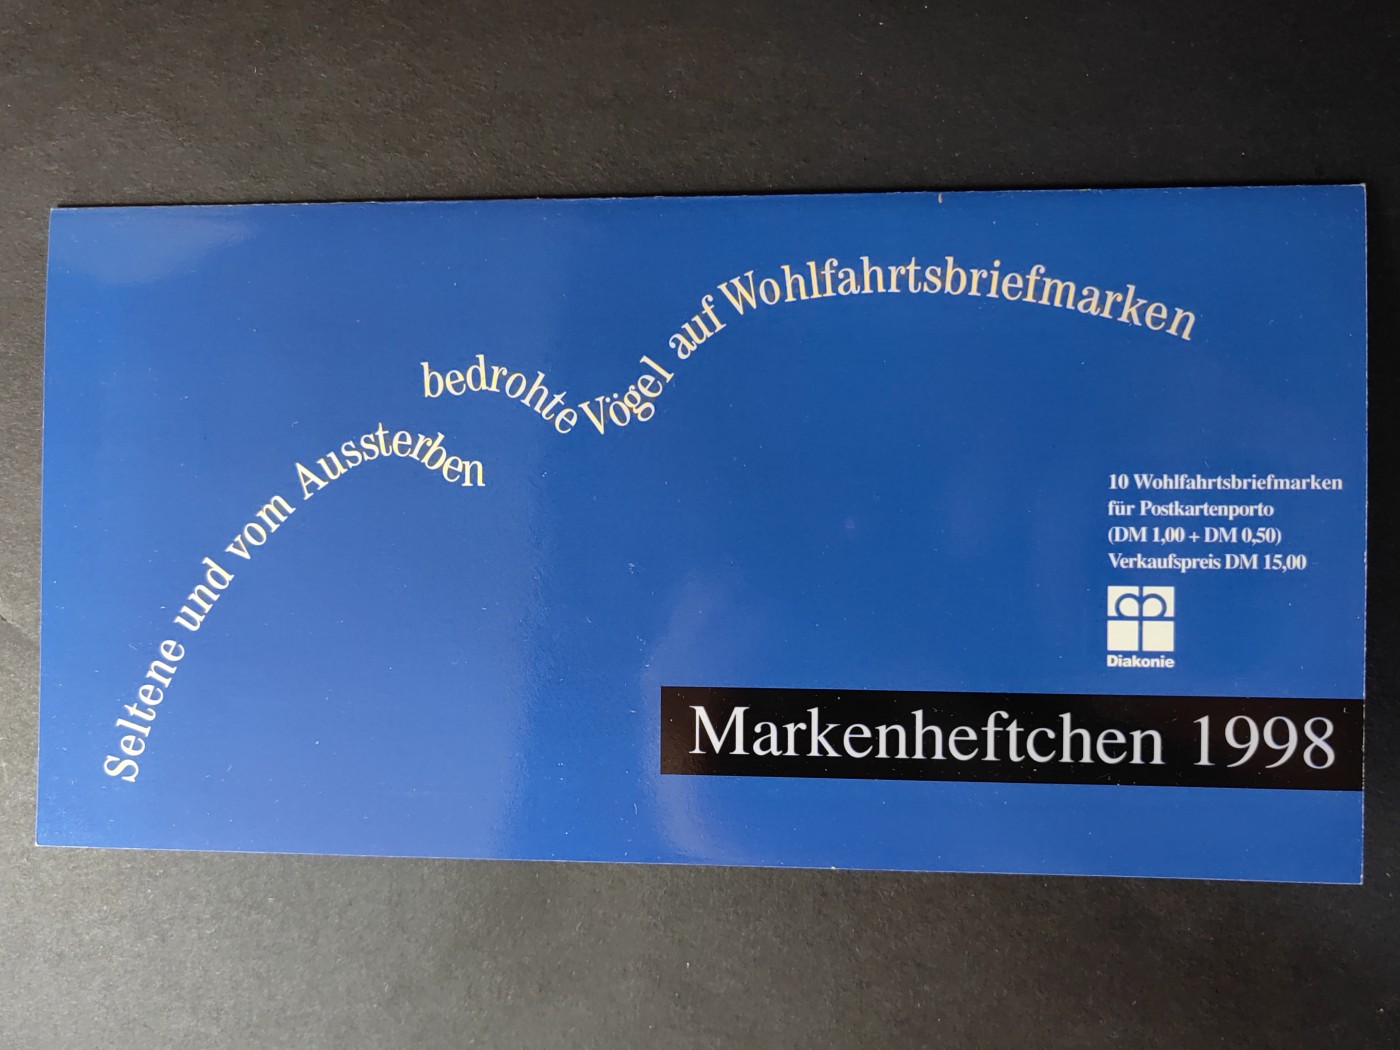 Seltene und vom Aussterben
bedrohte Vögel auf Wohlfahrtsbriefmarken
10 Wohlfahrtsbriefmarken
für Postkartenporto
(DM 1,00 + DM 0,50)
Verkaufspreis DM 15,00
Diakonie
Markenheftchen 1998